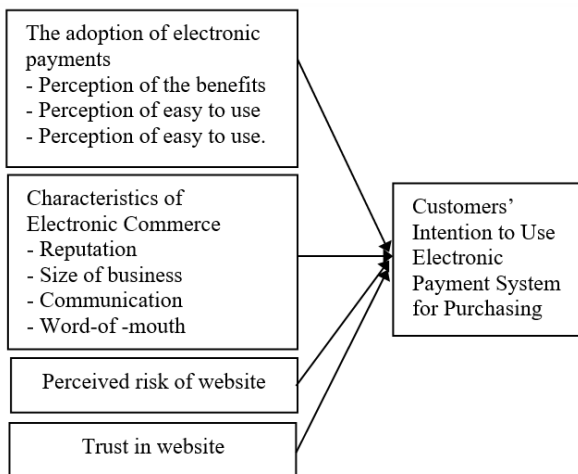 The adoption of electronic
payments
- Perception of the benefits
- Perception of easy to use
- Perception of easy to use.
Characteristics of
Electronic Commerce
- Reputation
- Size of business
- Communication
- Word-of -mouth
Perceived risk of website
Trust in website
Customers’
Intention to Use
Electronic
Payment System
for Purchasing